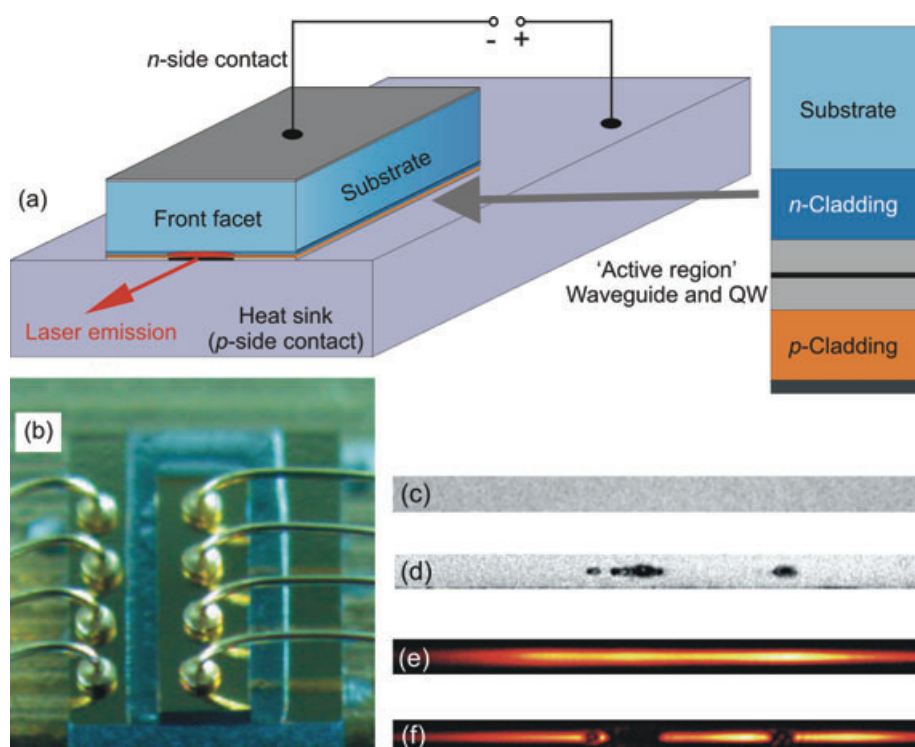 - +
n-side contact
Substrate
(a)
Front facet
Substrate
n-Cladding
'Active region'
Waveguide and QW
Laser emission
Heat sink
(p-side contact)
p-Cladding
(b)
(c)
(d)
(e)
(f)